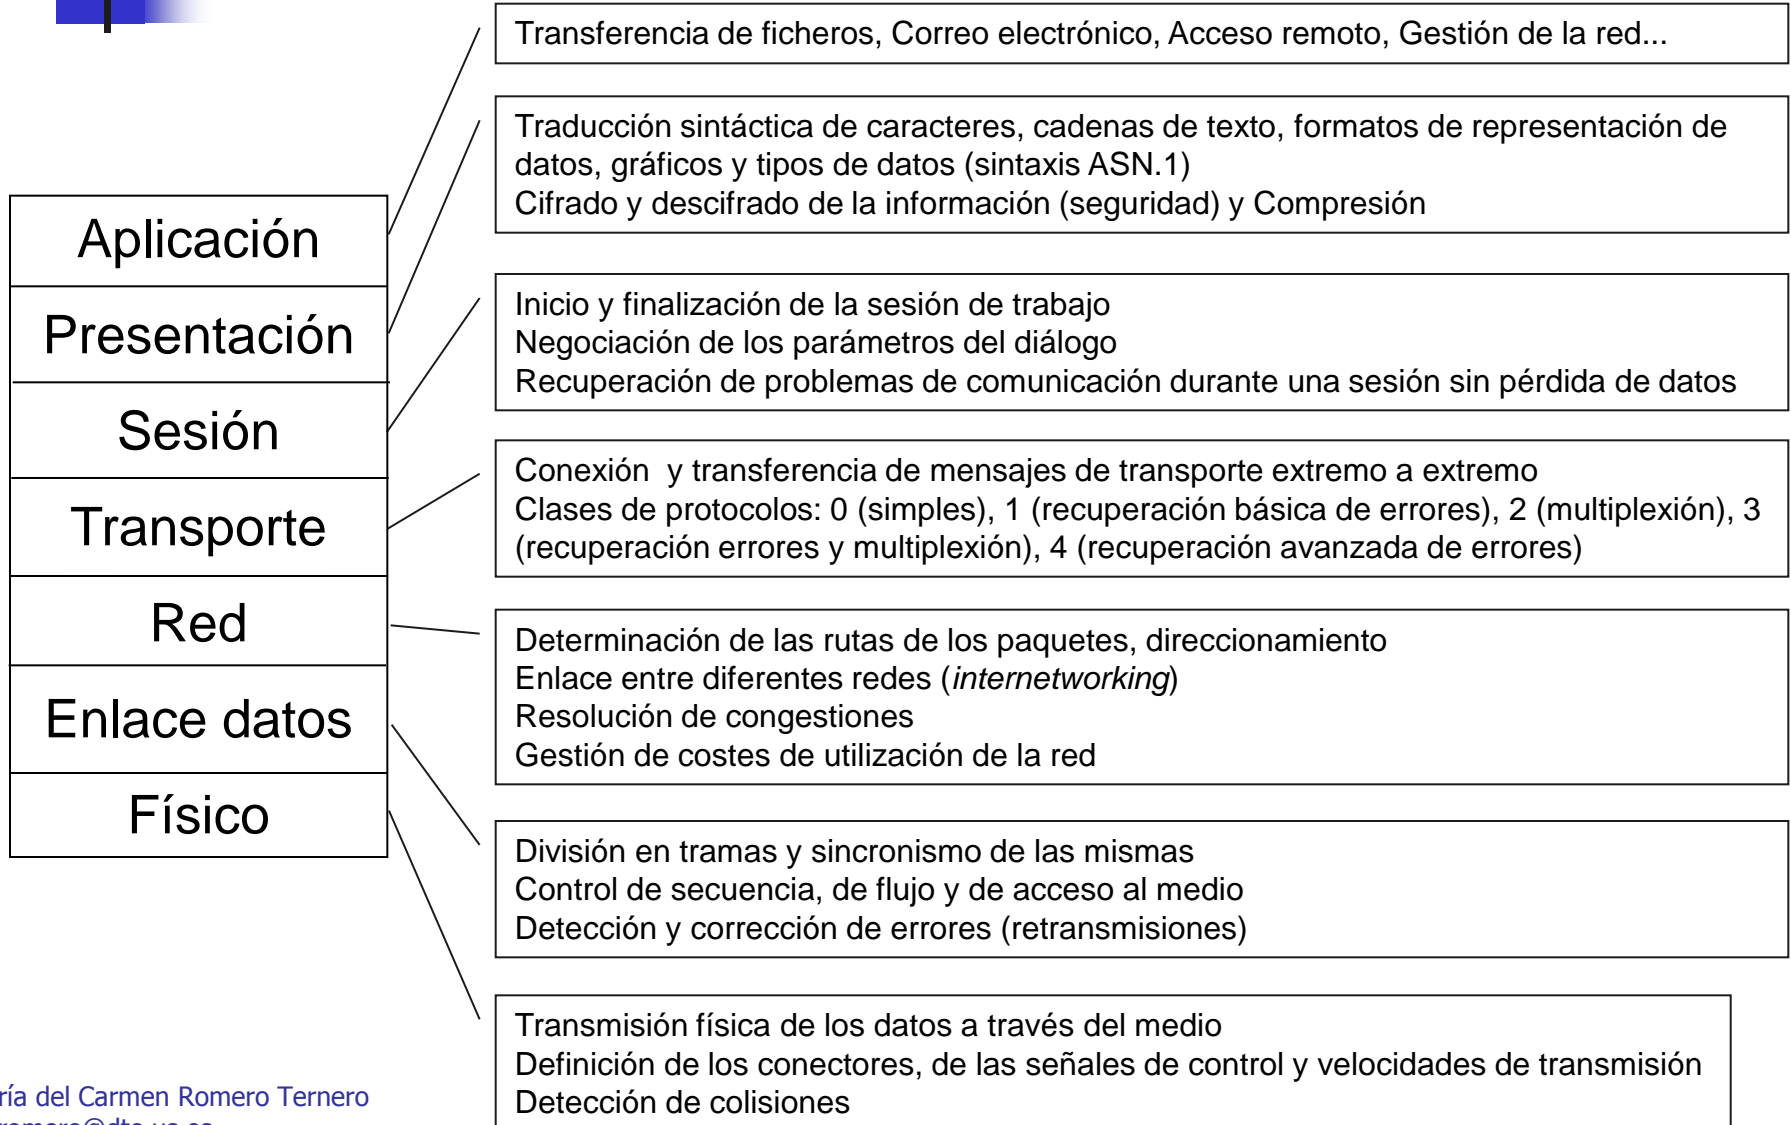 Transferencia de ficheros, Correo electrónico, Acceso remoto, Gestión de la red...
Traducción sintáctica de caracteres, cadenas de texto, formatos de representación de
datos, gráficos y tipos de datos (sintaxis ASN.1)
Cifrado y descifrado de la información (seguridad) y Compresión
Aplicación
Presentación
Sesión
Transporte
Red
Enlace datos
Físico
Inicio y finalización de la sesión de trabajo
Negociación de los parámetros del diálogo
Recuperación de problemas de comunicación durante una sesión sin pérdida de datos
Conexión y transferencia de mensajes de transporte extremo a extremo
Clases de protocolos: 0 (simples), 1 (recuperación básica de errores), 2 (multiplexión), 3
(recuperación errores y multiplexión), 4 (recuperación avanzada de errores)
Determinación de las rutas de los paquetes, direccionamiento
Enlace entre diferentes redes (internetworking)
Resolución de congestiones
Gestión de costes de utilización de la red
División en tramas y sincronismo de las mismas
Control de secuencia, de flujo y de acceso al medio
Detección y corrección de errores (retransmisiones)
Transmisión física de los datos a través del medio
Definición de los conectores, de las señales de control y velocidades de transmisión
Detección de colisiones
ría del Carmen Romero Ternero